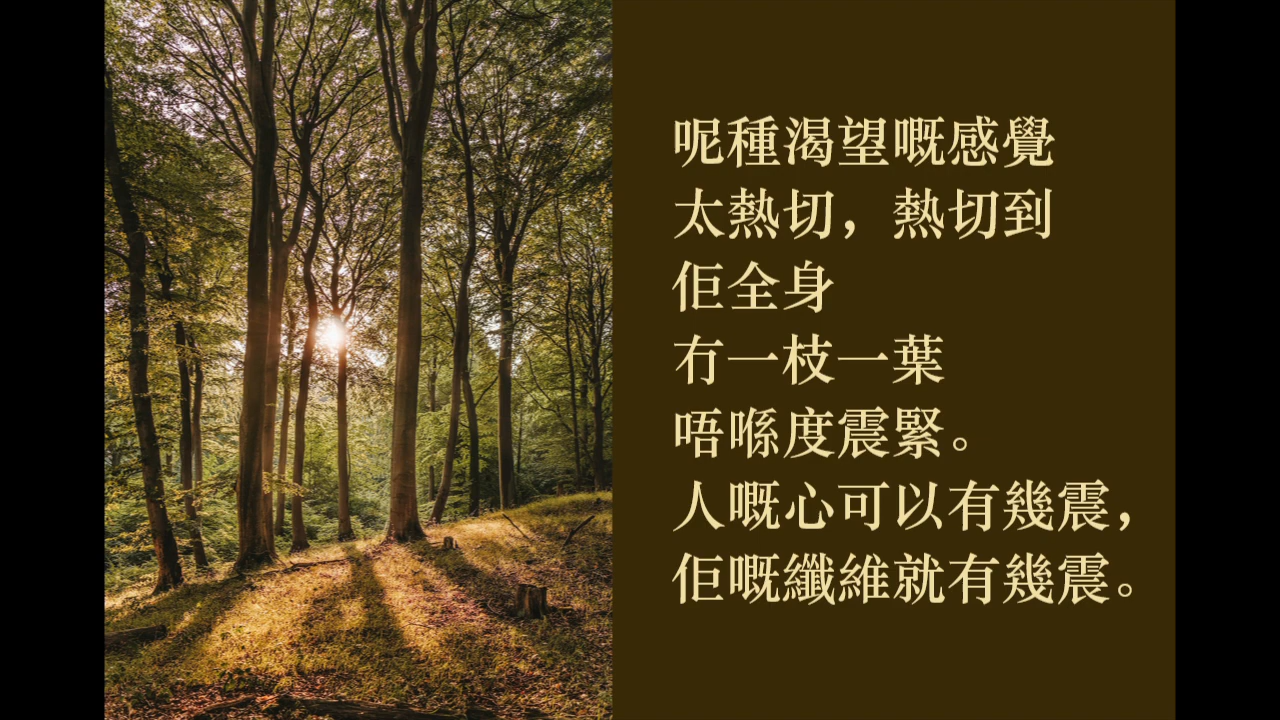 呢種渴望嘅感覺
太熱切，熱切到
佢全身
冇一枝一葉
唔喺度震緊。
人嘅心可以有幾震，
佢嘅纖維就有幾震。